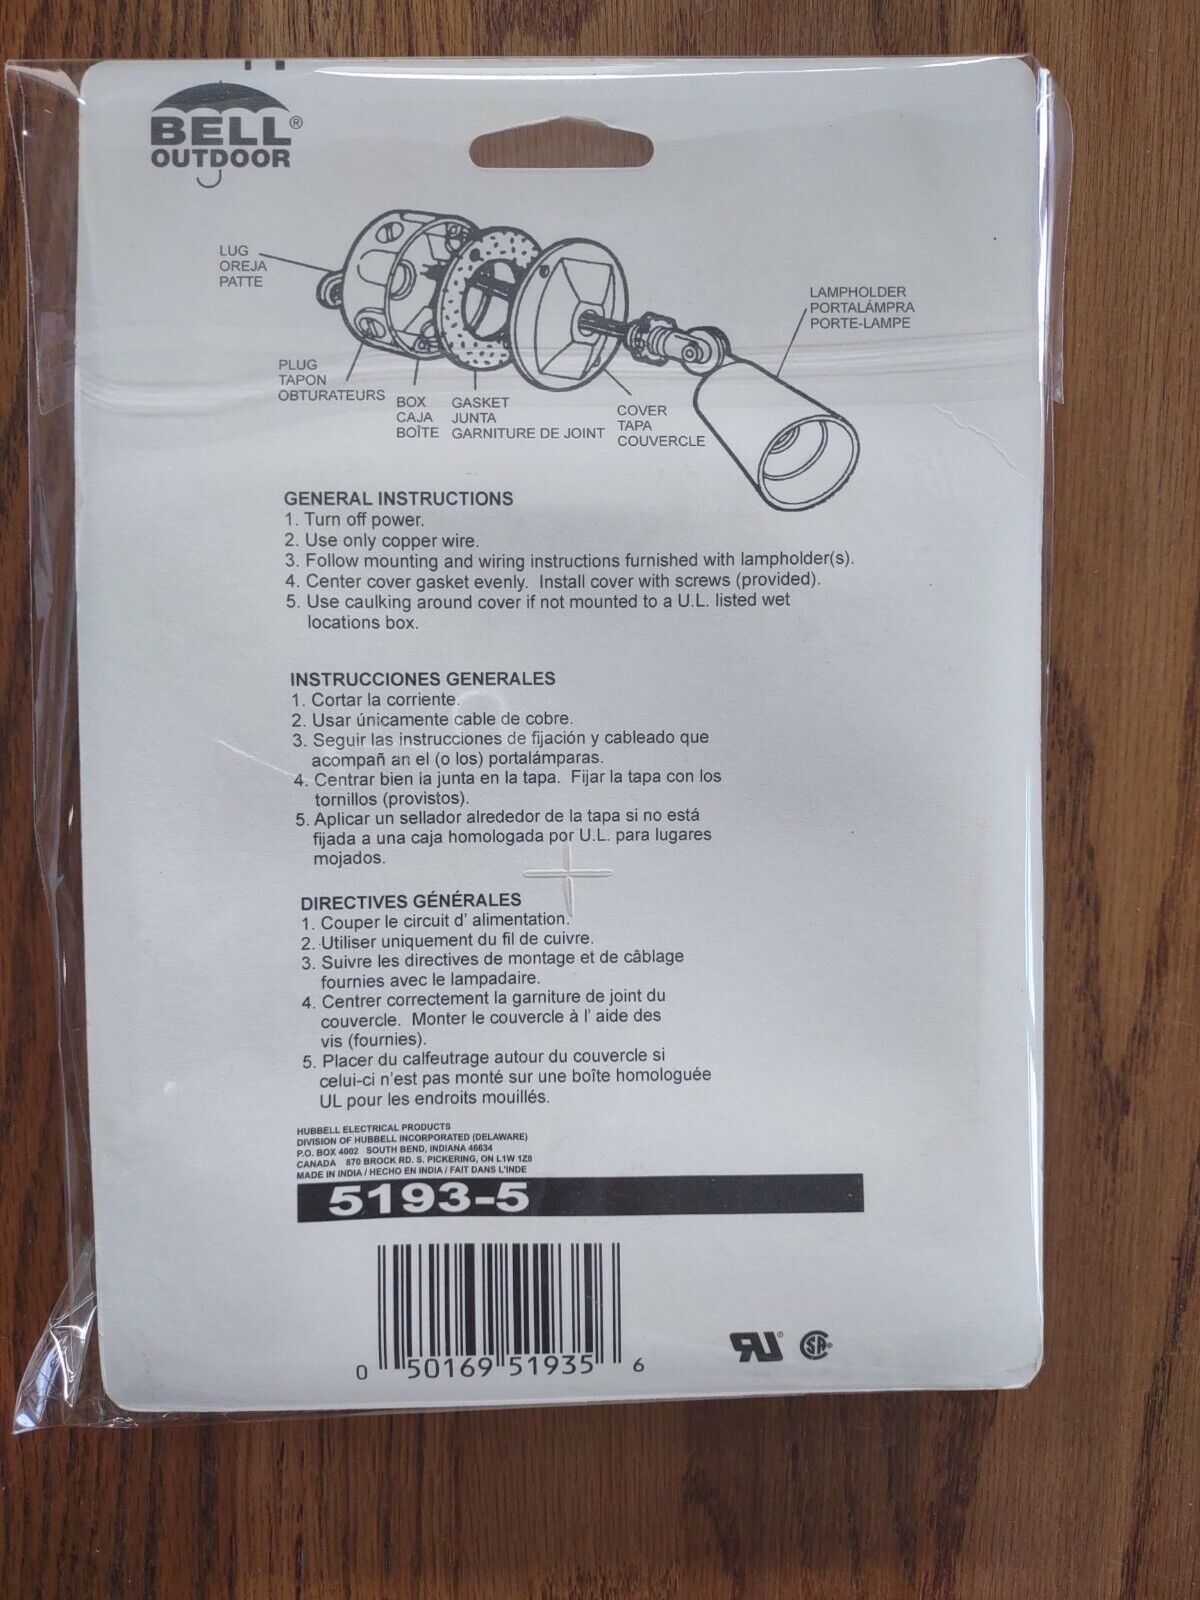 BELL®
OUTDOOR
LUG
OREJA
PATTE
LAMPHOLDER
PORTALÁMPRA
PORTE-LAMPE
PLUG
TAPON
OBTURATEURS
BOX
CAJA
BOÎTE
GASKET
JUNTA
GARNITURE DE JOINT
COVER
TAPA
COUVERCLE
GENERAL INSTRUCTIONS
1. Turn off power.
2. Use only copper wire.
3. Follow mounting and wiring instructions furnished with lampholder(s).
4. Center cover gasket evenly. Install cover with screws (provided).
5. Use caulking around cover if not mounted to a U.L. listed wet
locations box.
INSTRUCCIONES GENERALES
1. Cortar la corriente.
2. Usar únicamente cable de cobre.
3. Seguir las instrucciones de fijación y cableado que
acompañ an el (o los) portalámparas.
4. Centrar bien la junta en la tapa. Fijar la tapa con los
tornillos (provistos).
5. Aplicar un sellador alrededor de la tapa si no está
fijada a una caja homologada por U.L. para lugares
mojados.
DIRECTIVES GÉNÉRALES
1. Couper le circuit d' alimentation.
2. Utiliser uniquement du fil de cuivre.
3. Suivre les directives de montage et de câblage
fournies avec le lampadaire.
4. Centrer correctement la garniture de joint du
couvercle. Monter le couvercle à l' aide des
vis (fournies).
5. Placer du calfeutrage autour du couvercle si
celui-ci n'est pas monté sur une boîte homologuée
UL pour les endroits mouillés.
HUBBELL ELECTRICAL PRODUCTS
DIVISION OF HUBBELL INCORPORATED (DELAWARE)
P.O. BOX 4002 SOUTH BEND, INDIANA 46634
CANADA 870 BROCK RD. S. PICKERING, ON L1W 1Z8
MADE IN INDIA / HECHO EN INDIA / FAIT DANS L'INDE
5193-5
0 50169 51935 6
RU® SA®